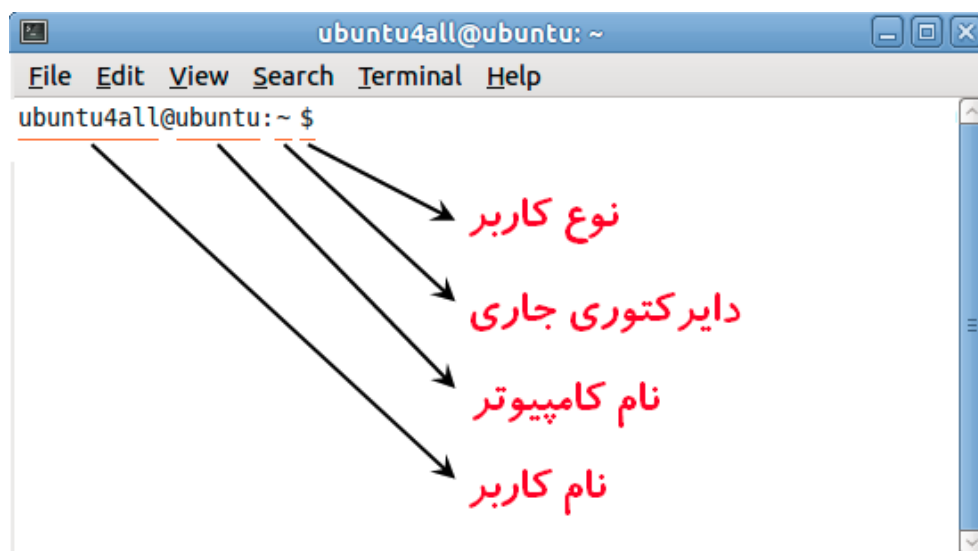 ubuntu4all@ubuntu: ~
File Edit View Search Terminal Help
ubuntu4all@ubuntu:~ $
نوع کاربر
دایرکتوری جاری
نام کامپیوتر
نام کاربر